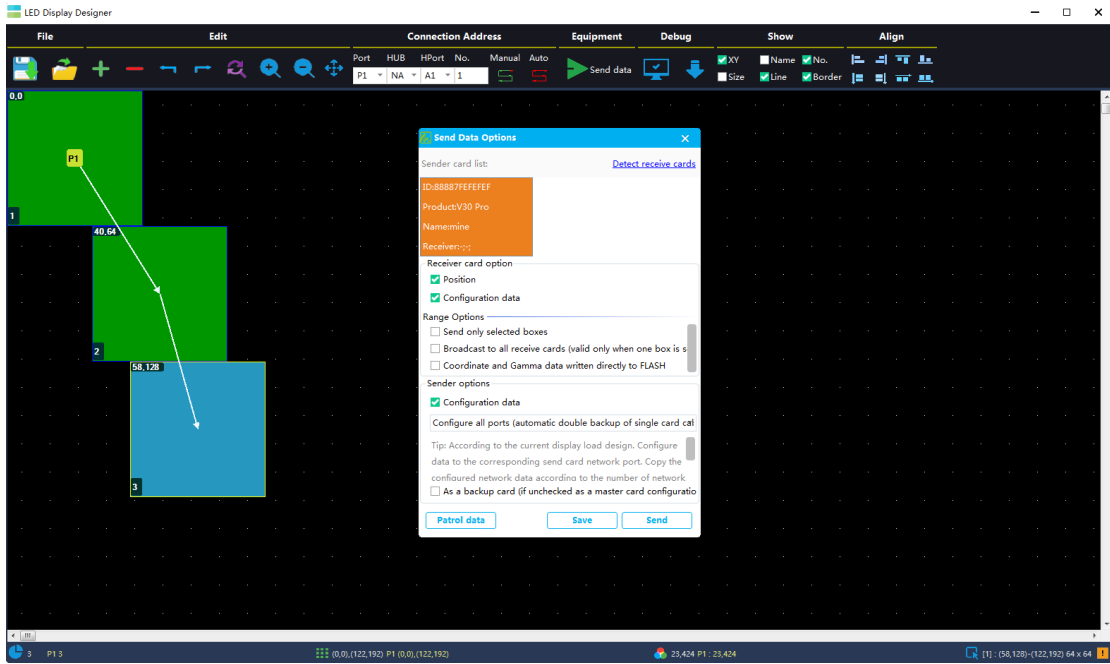 LED Display Designer
File
Edit
Connection Address
Equipment
Debug
Show
Align
Port HUB HPort No. Manual Auto
P1 NA A1 1
Send data
XY Name No.
Size Line Border
0,0
P1
1
40,64
2
58,128
3
Send Data Options
Sender card list: Detect receive cards
ID:88887FEFEFEF
Product:V30 Pro
Name:mine
Receiver:-;-;
Receiver card option
Position
Configuration data
Range Options
Send only selected boxes
Broadcast to all receive cards (valid only when one box is s
Coordinate and Gamma data written directly to FLASH
Sender options
Configuration data
Configure all ports (automatic double backup of single card cat
Tip: According to the current display load design. Configure
data to the corresponding send card network port. Copy the
configured network data according to the number of network
As a backup card (if unchecked as a master card configuratio
Patrol data Save Send
3 P1 3 (0,0),(122,192) P1 (0,0),(122,192) 23,424 P1 : 23,424 [1] : (58,128)-(122,192) 64 x 64